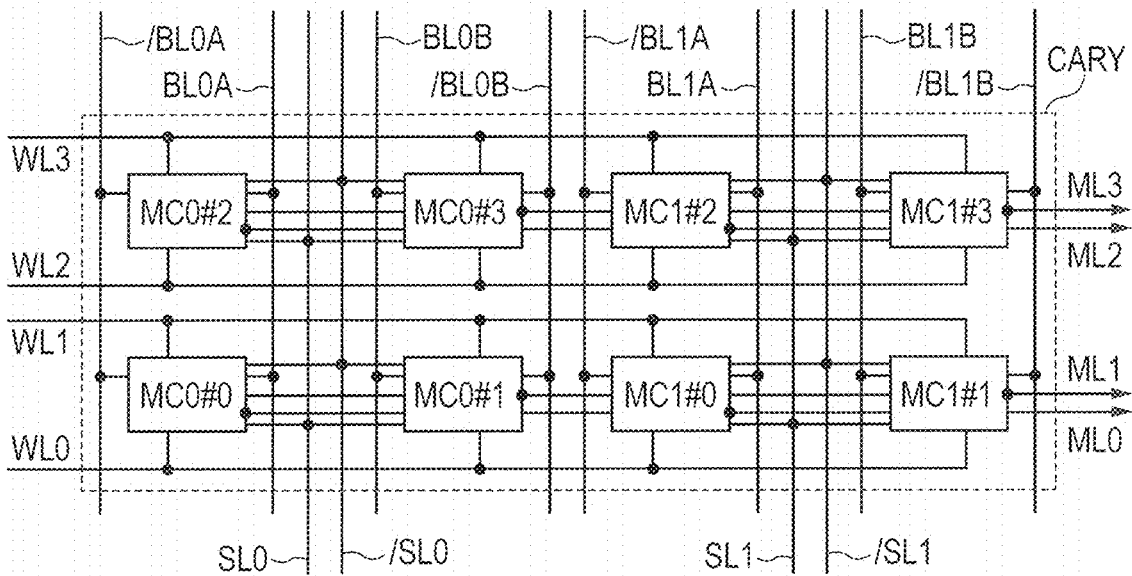 /BL0A
BL0B
/BL1A
BL1B
CARY
BL0A
/BL0B
BL1A
/BL1B
WL3
MC0#2
MC0#3
MC1#2
MC1#3
ML3
WL2
ML2
WL1
MC0#0
MC0#1
MC1#0
MC1#1
ML1
WL0
ML0
SL0
/SL0
SL1
/SL1